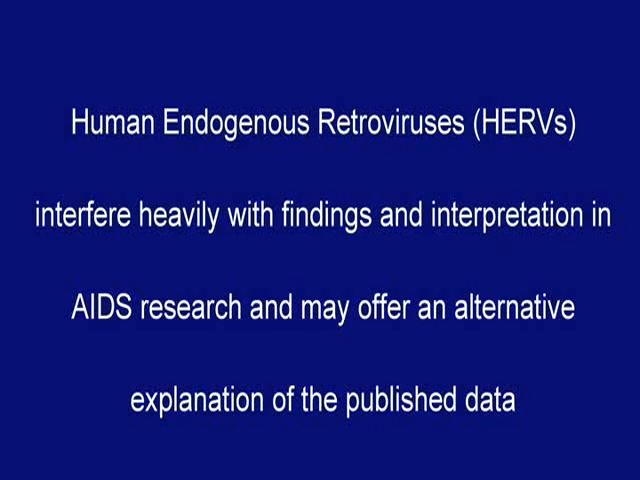 Human Endogenous Retroviruses (HERVs)
interfere heavily with findings and interpretation in
AIDS research and may offer an alternative
explanation of the published data